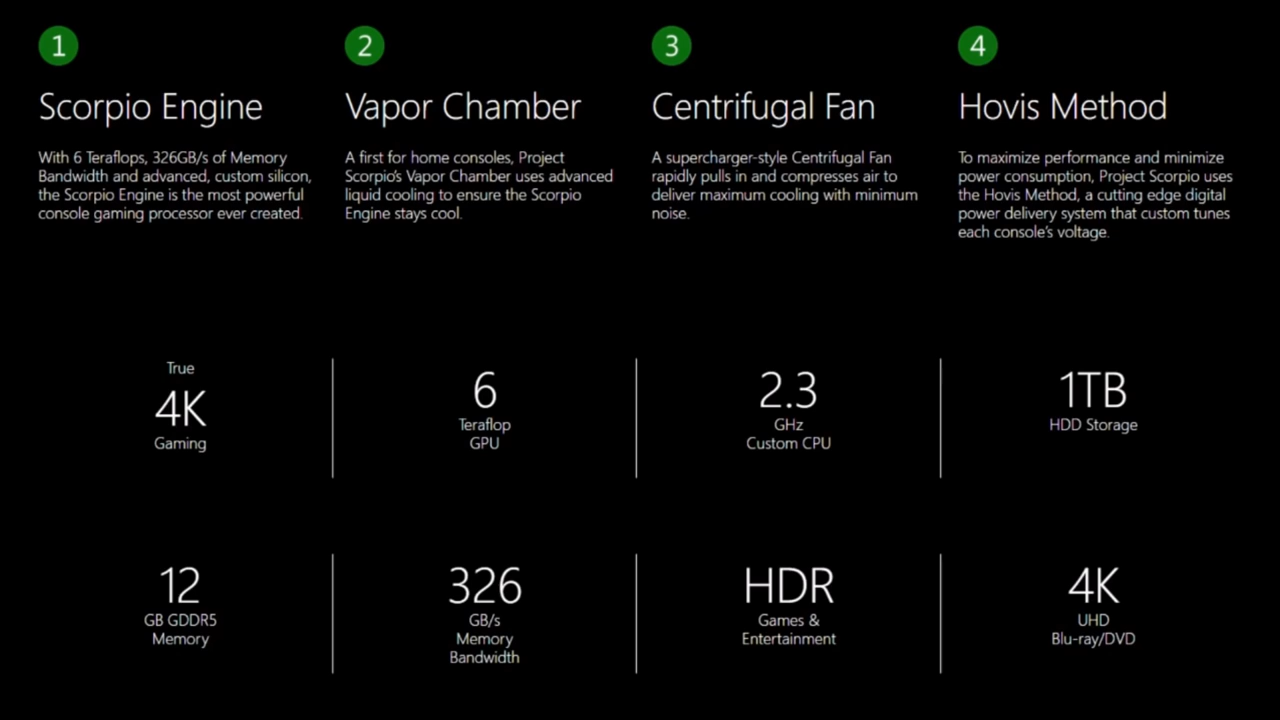 1
Scorpio Engine
With 6 Teraflops, 326GB/s of Memory
Bandwidth and advanced, custom silicon,
the Scorpio Engine is the most powerful
console gaming processor ever created.
2
Vapor Chamber
A first for home consoles, Project
Scorpio's Vapor Chamber uses advanced
liquid cooling to ensure the Scorpio
Engine stays cool.
3
Centrifugal Fan
A supercharger-style Centrifugal Fan
rapidly pulls in and compresses air to
deliver maximum cooling with minimum
noise.
4
Hovis Method
To maximize performance and minimize
power consumption, Project Scorpio uses
the Hovis Method, a cutting edge digital
power delivery system that custom tunes
each console's voltage.
True
4K
Gaming
6
Teraflop
GPU
2.3
GHz
Custom CPU
1TB
HDD Storage
12
GB GDDR5
Memory
326
GB/s
Memory
Bandwidth
HDR
Games &
Entertainment
4K
UHD
Blu-ray/DVD